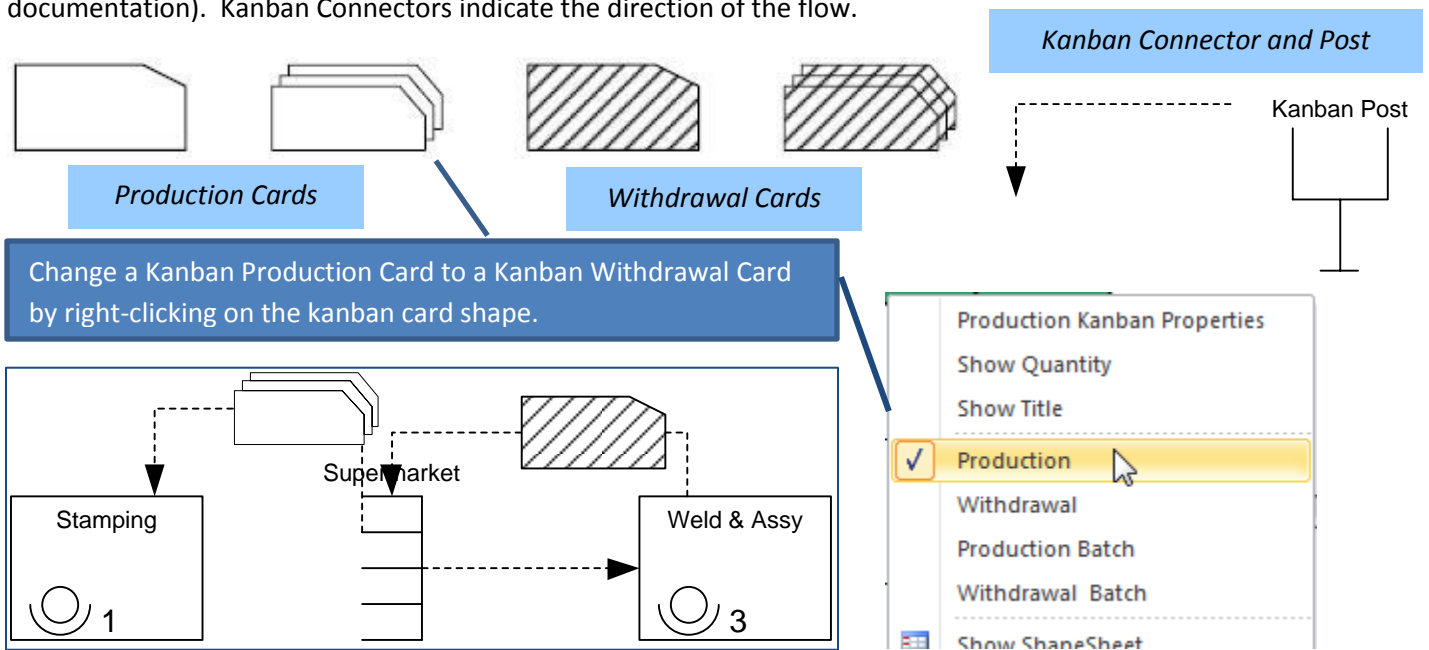 documentation).  Kanban Connectors indicate the direction of the flow.
Kanban Connector and Post
Kanban Post
Production Cards
Withdrawal Cards
Change a Kanban Production Card to a Kanban Withdrawal Card
by right-clicking on the kanban card shape.
Supermarket
Stamping
1
Weld & Assy
3
Production Kanban Properties
Show Quantity
Show Title
Production
Withdrawal
Production Batch
Withdrawal  Batch
Show ShapeSheet